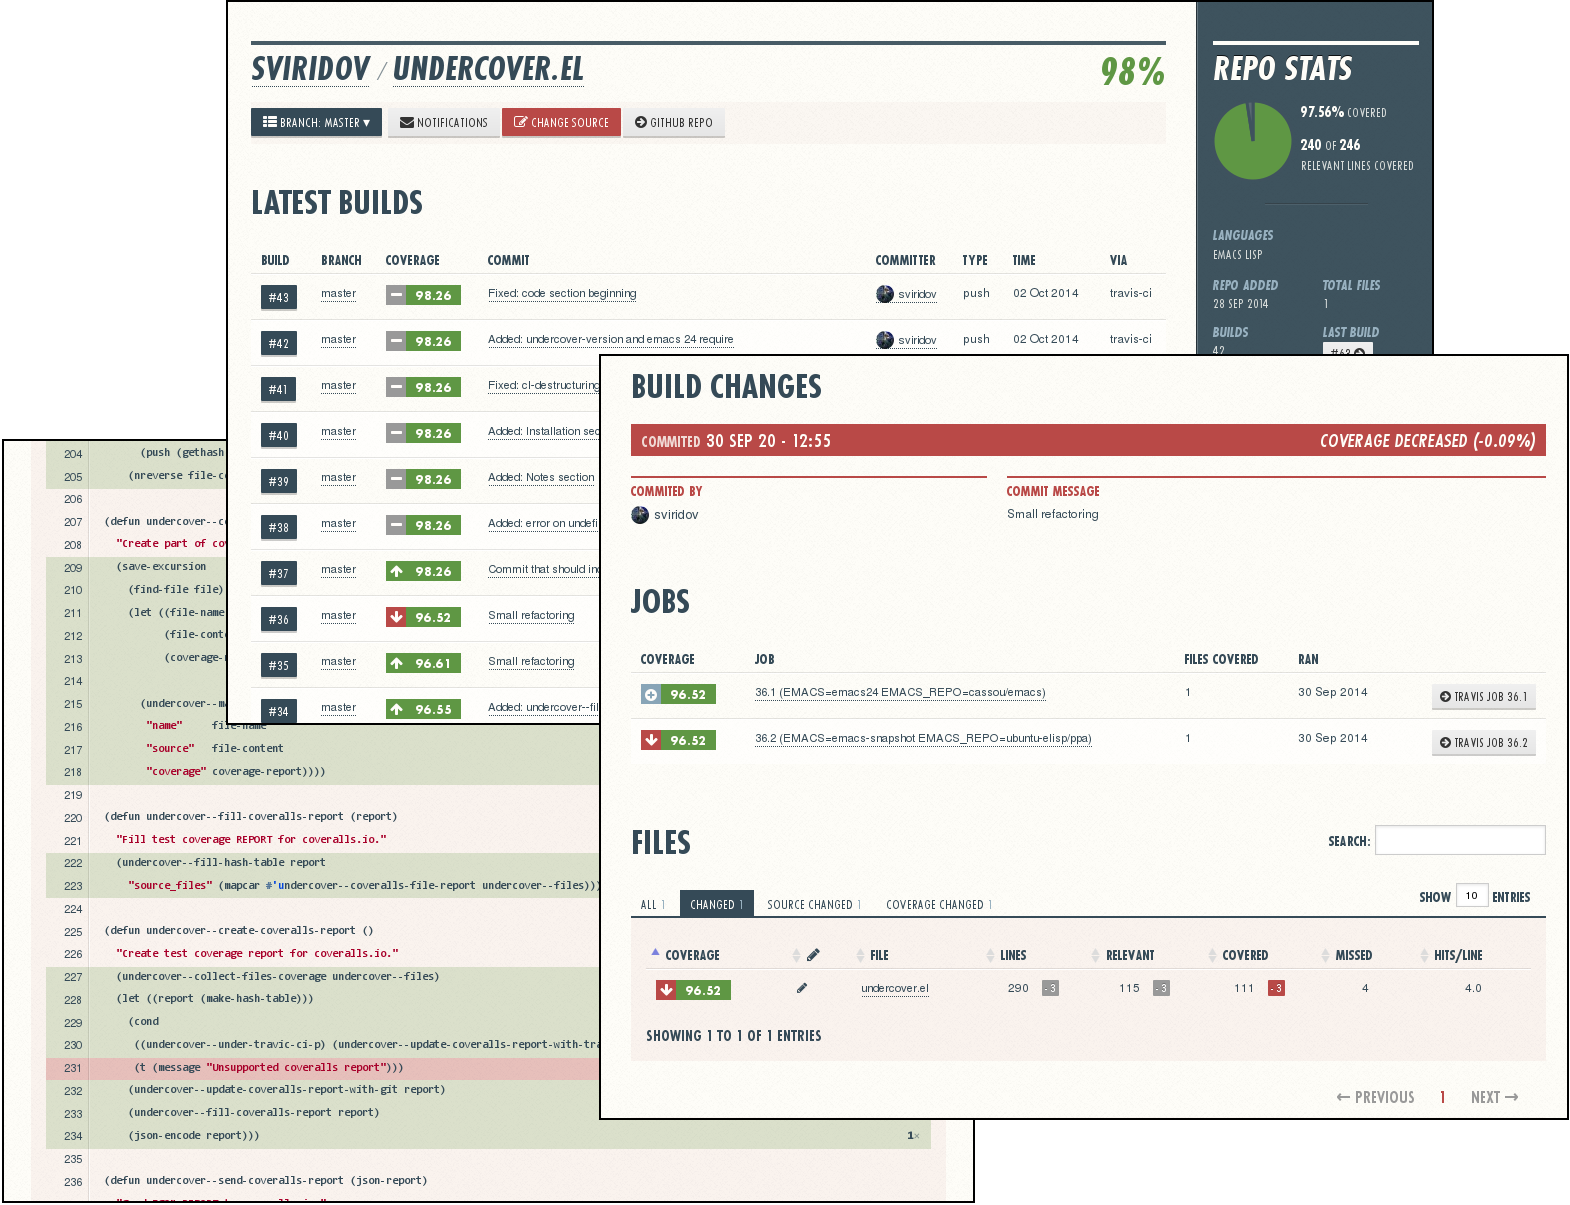 SVIRIDOV / UNDERCOVER.EL
98%
BRANCH: MASTER ▾ NOTIFICATIONS CHANGE SOURCE GITHUB REPO
LATEST BUILDS
BUILD BRANCH COVERAGE COMMIT COMMITTER TYPE TIME VIA
#43 master 98.26 Fixed: code section beginning sviridov push 02 Oct 2014 travis-ci
#42 master 98.26 Added: undercover-version and emacs 24 require sviridov push 02 Oct 2014 travis-ci
#41 master 98.26 Fixed: cl-destructuring
#40 master 98.26 Added: Installation sec
#39 master 98.26 Added: Notes section
#38 master 98.26 Added: error on undefi
#37 master 98.26 Commit that should in
#36 master 96.52 Small refactoring
#35 master 96.61 Small refactoring
#34 master 96.55 Added: undercover--fil
REPO STATS
97.56% COVERED
240 OF 246
RELEVANT LINES COVERED
LANGUAGES
EMACS LISP
REPO ADDED TOTAL FILES
28 SEP 2014 1
BUILDS LAST BUILD
42 #63
BUILD CHANGES
COMMITED 30 SEP 20 - 12:55 COVERAGE DECREASED (-0.09%)
COMMITED BY COMMIT MESSAGE
sviridov Small refactoring
JOBS
COVERAGE JOB FILES COVERED RAN
96.52 36.1 (EMACS=emacs24 EMACS_REPO=cassou/emacs) 1 30 Sep 2014 TRAVIS JOB 36.1
96.52 36.2 (EMACS=emacs-snapshot EMACS_REPO=ubuntu-elisp/ppa) 1 30 Sep 2014 TRAVIS JOB 36.2
FILES
SEARCH:
ALL 1 CHANGED 1 SOURCE CHANGED 1 COVERAGE CHANGED 1 SHOW 10 ENTRIES
COVERAGE FILE LINES RELEVANT COVERED MISSED HITS/LINE
96.52 undercover.el 290 -3 115 -3 111 -3 4 4.0
SHOWING 1 TO 1 OF 1 ENTRIES
← PREVIOUS 1 NEXT →
204 (push (gethash
205 (nreverse file-c
206
207 (defun undercover--c
208 "Create part of co
209 (save-excursion
210 (find-file file)
211 (let ((file-name
212 (file-cont
213 (coverage-
214
215 (undercover--m
216 "name" file-name
217 "source" file-content
218 "coverage" coverage-report))))
219
220 (defun undercover--fill-coveralls-report (report)
221 "Fill test coverage REPORT for coveralls.io."
222 (undercover--fill-hash-table report
223 "source_files" (mapcar #'undercover--coveralls-file-report undercover--files)))
224
225 (defun undercover--create-coveralls-report ()
226 "Create test coverage report for coveralls.io."
227 (undercover--collect-files-coverage undercover--files)
228 (let ((report (make-hash-table)))
229 (cond
230 ((undercover--under-travic-ci-p) (undercover--update-coveralls-report-with-tra
231 (t (message "Unsupported coveralls report")))
232 (undercover--update-coveralls-report-with-git report)
233 (undercover--fill-coveralls-report report)
234 (json-encode report))) 1×
235
236 (defun undercover--send-coveralls-report (json-report)